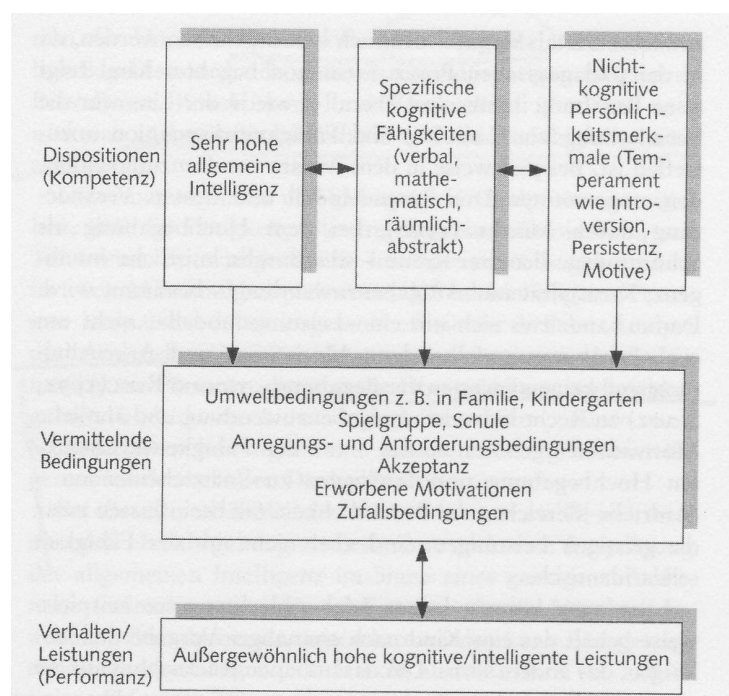 Dispositionen
(Kompetenz)
Sehr hohe
allgemeine
Intelligenz
Spezifische
kognitive
Fähigkeiten
(verbal,
mathe-
matisch,
räumlich-
abstrakt)
Nicht-
kognitive
Persönlich-
keitsmerk-
male (Tem-
perament
wie Intro-
version,
Persistenz,
Motive)
Vermittelnde
Bedingungen
Umweltbedingungen z. B. in Familie, Kindergarten
Spielgruppe, Schule
Anregungs- und Anforderungsbedingungen
Akzeptanz
Erworbene Motivationen
Zufallsbedingungen
Verhalten/
Leistungen
(Performanz)
Außergewöhnlich hohe kognitive/intelligente Leistungen